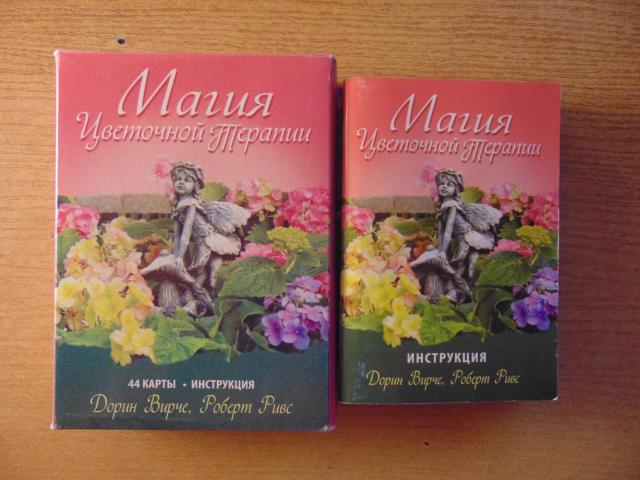 Магия
Цветочной Терапии
44 КАРТЫ • ИНСТРУКЦИЯ
Дорин Вирче, Роберт Ривс
Магия
Цветочной Терапии
ИНСТРУКЦИЯ
Дорин Вирче, Роберт Ривс